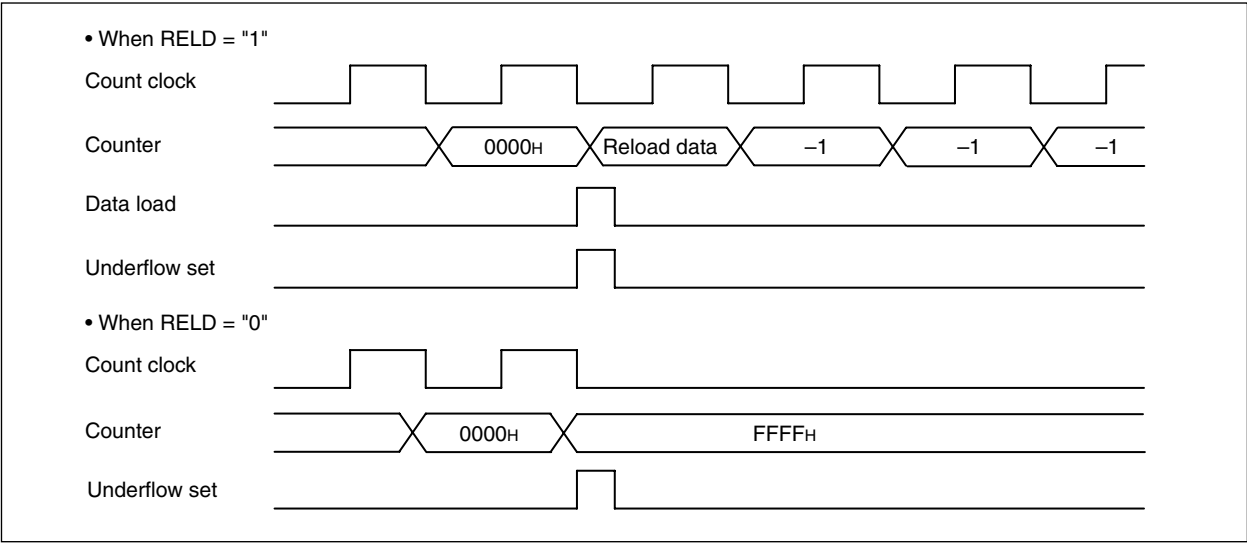 • When RELD = "1"
Count clock
Counter
0000H
Reload data
–1
–1
–1
Data load
Underflow set
• When RELD = "0"
Count clock
Counter
0000H
FFFFH
Underflow set